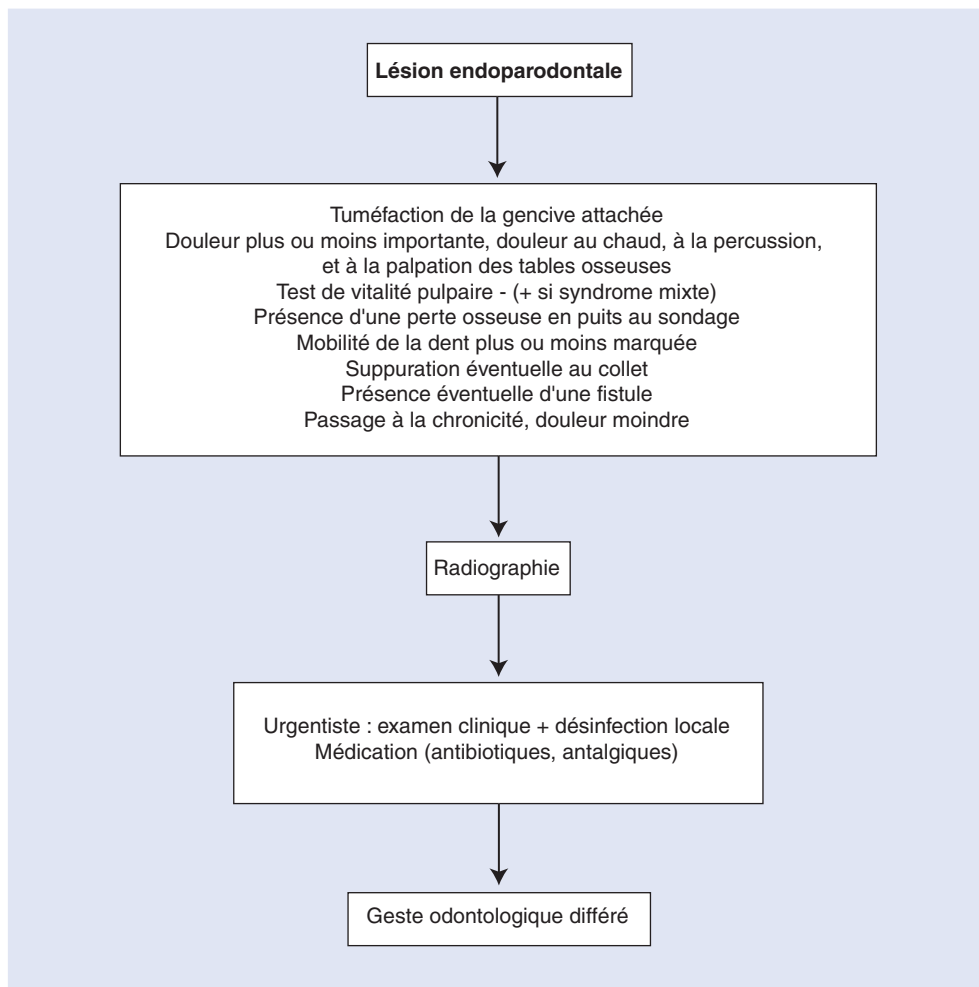 Lésion endoparodontale
Tuméfaction de la gencive attachée
Douleur plus ou moins importante, douleur au chaud, à la percussion,
et à la palpation des tables osseuses
Test de vitalité pulpaire - (+ si syndrome mixte)
Présence d'une perte osseuse en puits au sondage
Mobilité de la dent plus ou moins marquée
Suppuration éventuelle au collet
Présence éventuelle d'une fistule
Passage à la chronicité, douleur moindre
Radiographie
Urgentiste : examen clinique + désinfection locale
Médication (antibiotiques, antalgiques)
Geste odontologique différé